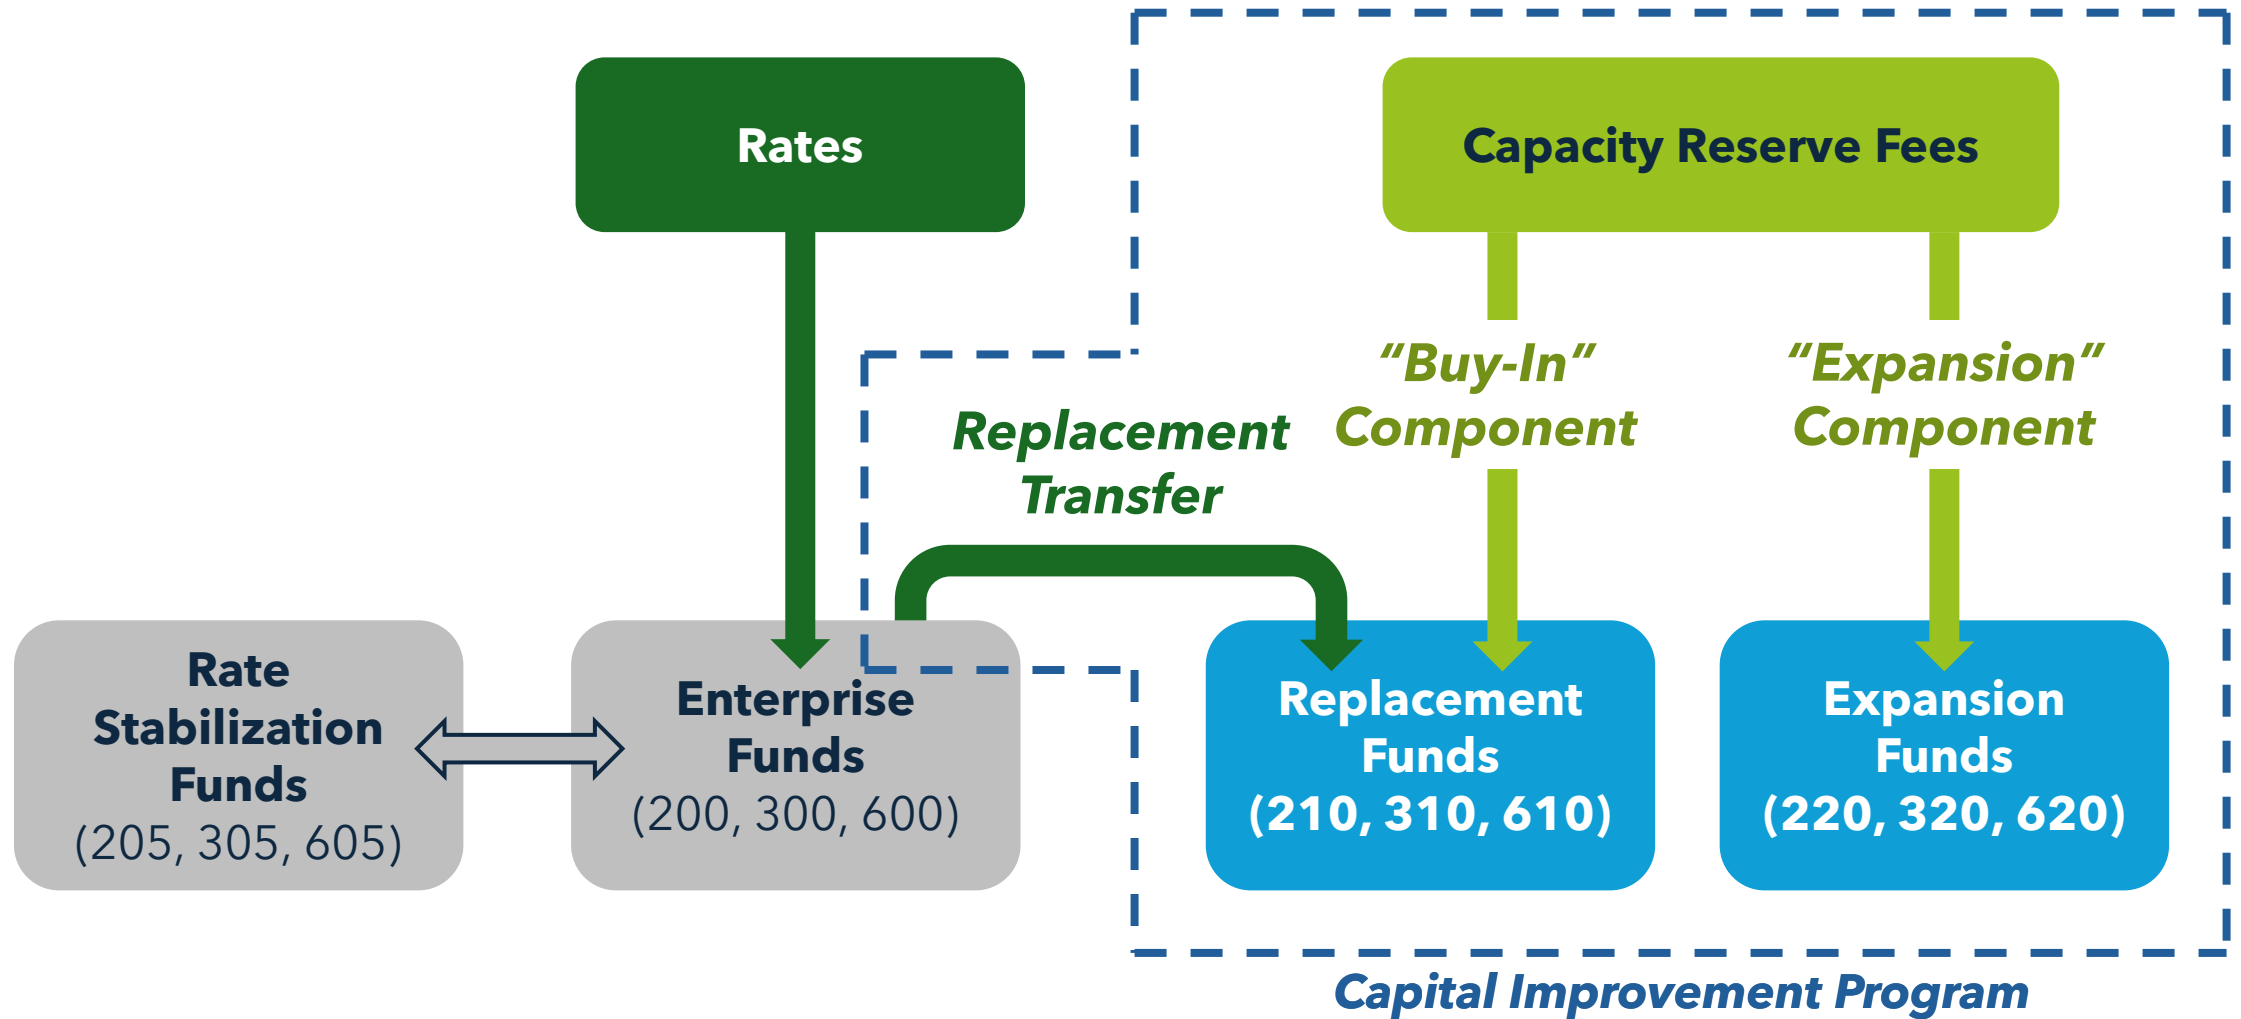 Rates
Capacity Reserve Fees
“Buy-In”
Component
“Expansion”
Component
Replacement
Transfer
Rate
Stabilization
Funds
(205, 305, 605)
Enterprise
Funds
(200, 300, 600)
Replacement
Funds
(210, 310, 610)
Expansion
Funds
(220, 320, 620)
Capital Improvement Program